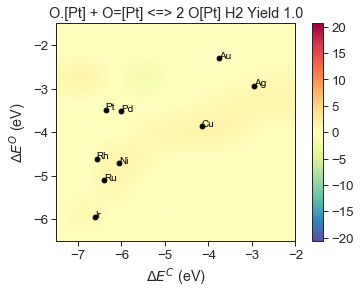 O.[Pt] + O=[Pt] <=> 2 O[Pt] H2 Yield 1.0
ΔE^O (eV)
−2
−3
−4
−5
−6
Au
Ag
Pt
Pd
Cu
Rh
Ni
Ru
Ir
−7
−6
−5
−4
−3
−2
ΔE^C (eV)
20
15
10
5
0
−5
−10
−15
−20